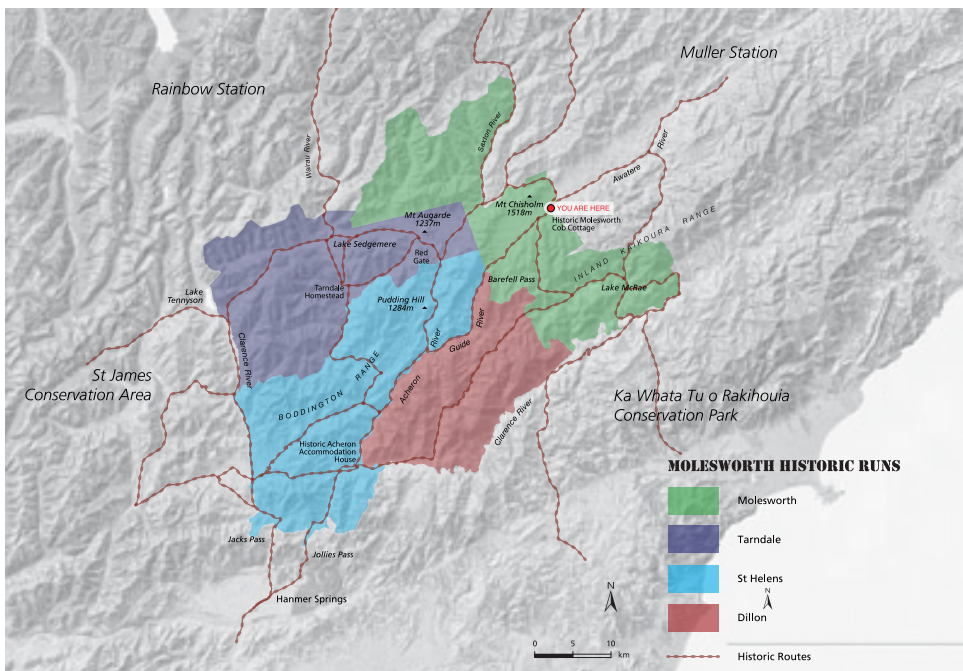 Muller Station
Rainbow Station
Wairau River
Saxton River
Awatere
River
Mt Chisholm
1518m
YOU ARE HERE
Historic Molesworth
Cob Cottage
Mt Augarde
1237m
Lake Sedgemere
Red
Gate
INLAND KAIKOURA RANGE
Barefell Pass
Lake McRae
Tarndale
Homestead
Lake
Tennyson
Pudding Hill
1284m
Clarence River
River
Guide
River
Acheron
St James
Conservation Area
BODDINGTON RANGE
Ka Whata Tu o Rakihouia
Conservation Park
Clarence River
Historic Acheron
Accommodation
House
Jacks Pass
Jollies Pass
Hanmer Springs
MOLESWORTH HISTORIC RUNS
Molesworth
Tarndale
St Helens
N
Dillon
Historic Routes
N
0 5 10
km